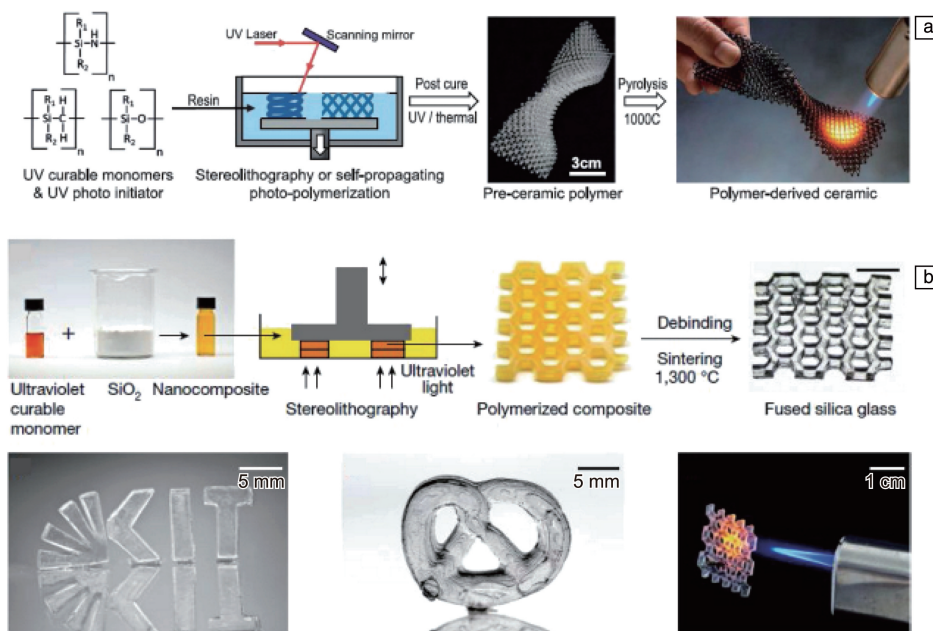 a
R1
H
Si
N
R2
n
R1
H
Si
C
R2
H
n
R1
Si
O
R2
n
UV curable monomers
& UV photo initiator
Resin
UV Laser
Scanning
mirror
Stereolithography or self-propagating
photo-polymerization
Post cure
UV / thermal
3cm
Pre-ceramic polymer
Pyrolysis
1000C
Polymer-derived ceramic
b
+
Ultraviolet
curable
monomer
SiO2
Nanocomposite
Ultraviolet
light
Stereolithography
Polymerized composite
Debinding
Sintering
1,300 °C
Fused silica glass
5 mm
KIT
5 mm
1 cm